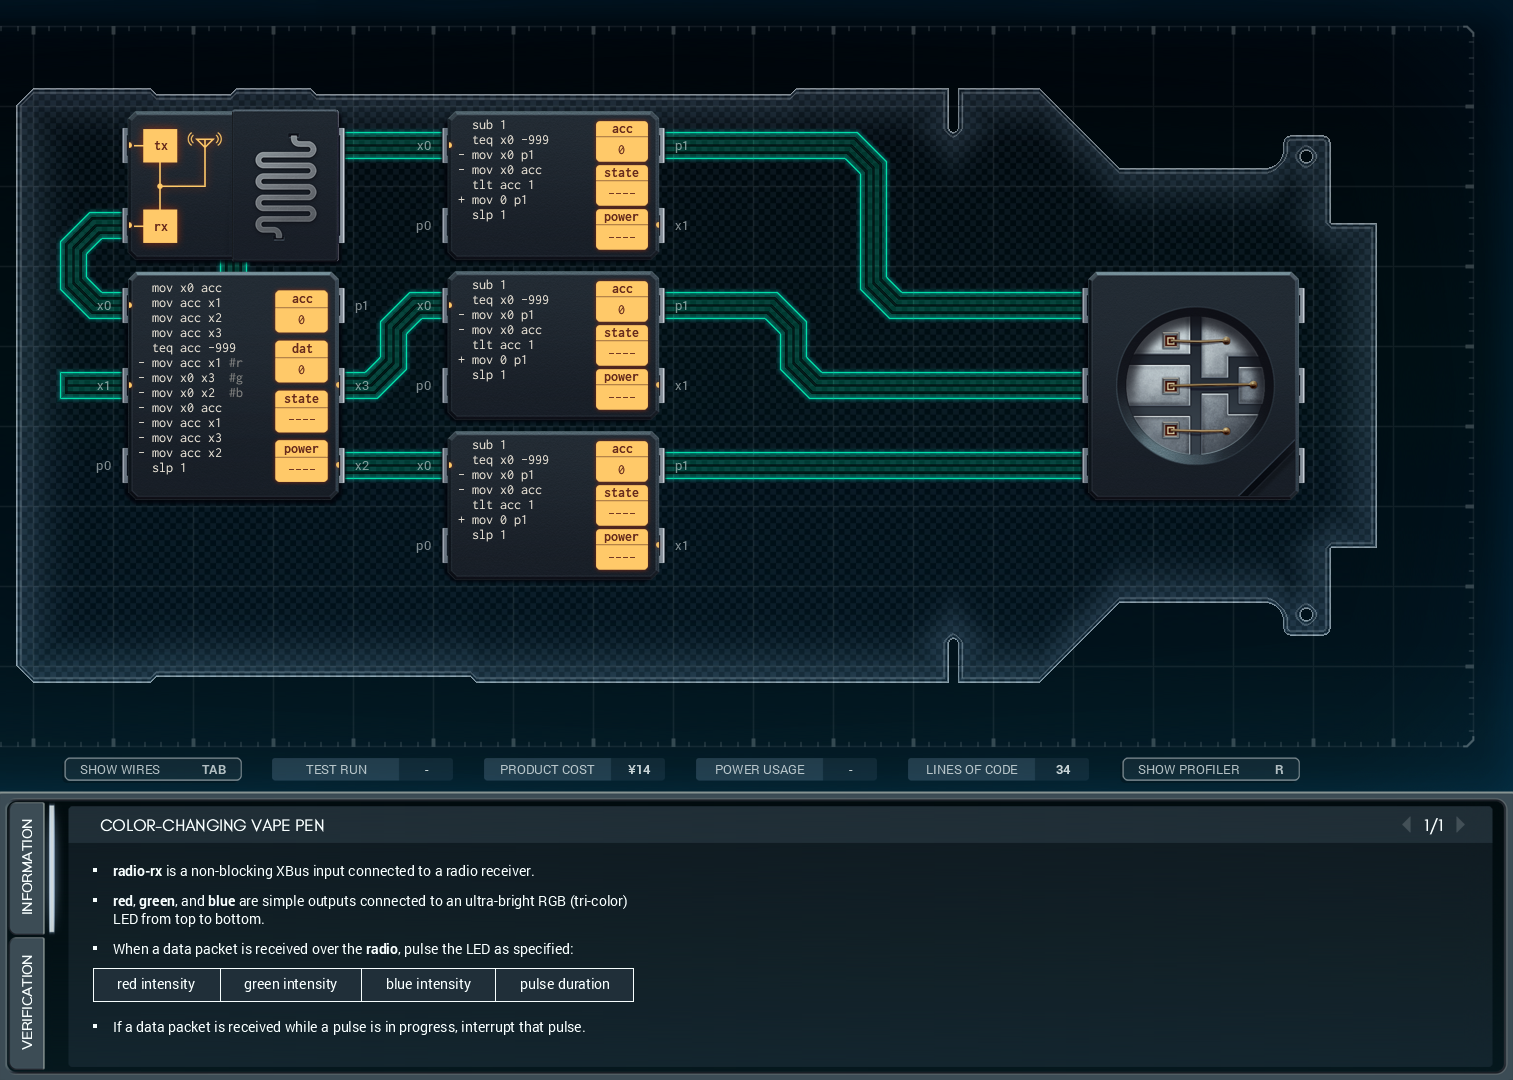 tx
rx
x0
sub 1
teq x0 -999
- mov x0 p1
- mov x0 acc
tlt acc 1
+ mov 0 p1
slp 1
acc
0
state
----
power
----
p1
p0
x1
x0
mov x0 acc
mov acc x1
mov acc x2
mov acc x3
teq acc -999
- mov acc x1 #r
- mov x0 x3 #g
- mov x0 x2 #b
- mov x0 acc
- mov acc x1
- mov acc x3
- mov acc x2
slp 1
acc
0
dat
0
state
----
power
----
p1
x1
x3
p0
x2
x0
sub 1
teq x0 -999
- mov x0 p1
- mov x0 acc
tlt acc 1
+ mov 0 p1
slp 1
acc
0
state
----
power
----
p1
p0
x1
x0
sub 1
teq x0 -999
- mov x0 p1
- mov x0 acc
tlt acc 1
+ mov 0 p1
slp 1
acc
0
state
----
power
----
p1
p0
x1
SHOW WIRES TAB
TEST RUN -
PRODUCT COST ¥14
POWER USAGE -
LINES OF CODE 34
SHOW PROFILER R
INFORMATION
VERIFICATION
COLOR-CHANGING VAPE PEN
1/1
▪ radio-rx is a non-blocking XBus input connected to a radio receiver.
▪ red, green, and blue are simple outputs connected to an ultra-bright RGB (tri-color)
LED from top to bottom.
▪ When a data packet is received over the radio, pulse the LED as specified:
red intensity green intensity blue intensity pulse duration
▪ If a data packet is received while a pulse is in progress, interrupt that pulse.